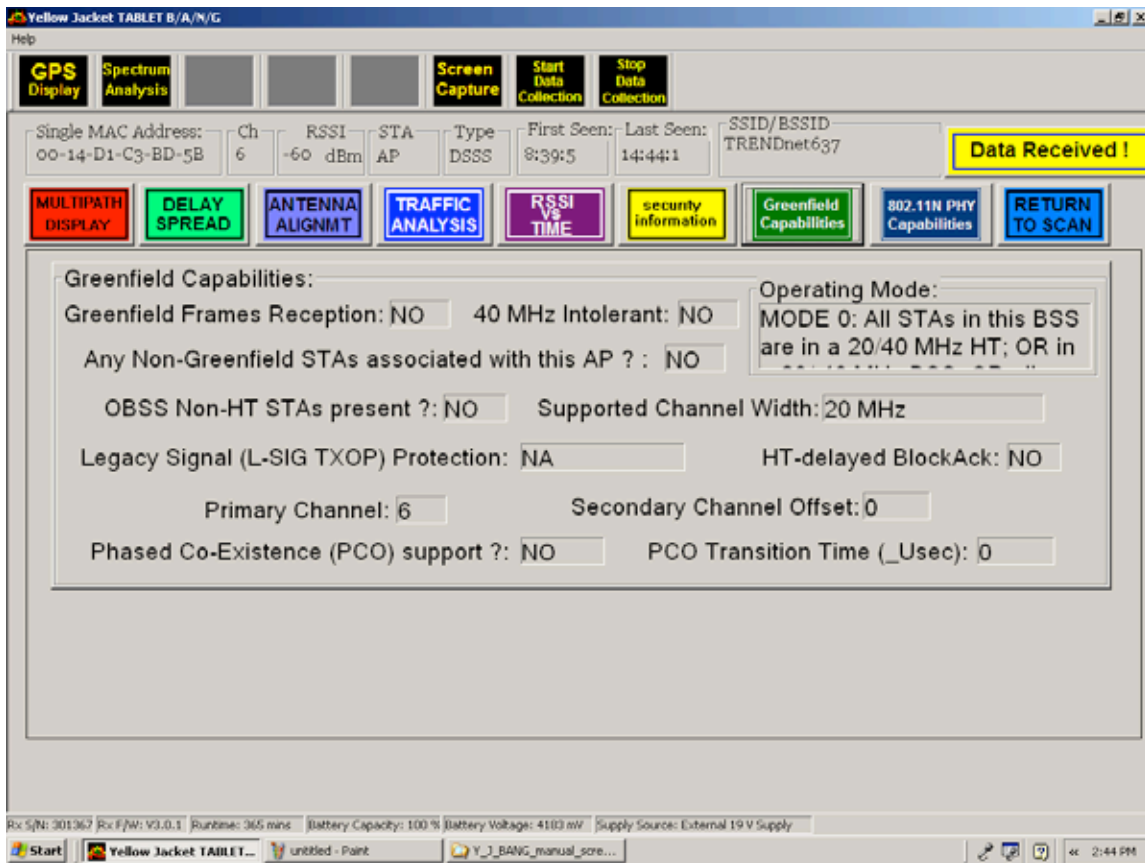 Yellow Jacket TABLET B/A/N/G
Help
GPS Display
Spectrum Analysis
Screen Capture
Start Data Collection
Stop Data Collection
Single MAC Address:
00-14-D1-C3-BD-5B
Ch
6
RSSI
-60 dBm
STA
AP
Type
DSSS
First Seen:
8:39:5
Last Seen:
14:44:1
SSID/BSSID
TRENDnet637
Data Received !
MULTIPATH DISPLAY
DELAY SPREAD
ANTENNA ALIGNMT
TRAFFIC ANALYSIS
RSSI Vs TIME
security information
Greenfield Capabilities
802.11N PHY Capabilities
RETURN TO SCAN
Greenfield Capabilities:
Greenfield Frames Reception: NO
40 MHz Intolerant: NO
Operating Mode:
MODE 0: All STAs in this BSS
are in a 20/40 MHz HT; OR in
Any Non-Greenfield STAs associated with this AP ? : NO
OBSS Non-HT STAs present ?: NO
Supported Channel Width: 20 MHz
Legacy Signal (L-SIG TXOP) Protection: NA
HT-delayed BlockAck: NO
Primary Channel: 6
Secondary Channel Offset: 0
Phased Co-Existence (PCO) support ?: NO
PCO Transition Time (_Usec): 0
Rx S/N: 301367 Rx F/W: V3.0.1 Runtime: 365 mins Battery Capacity: 100 % Battery Voltage: 4183 mV Supply Source: External 19 V Supply
Start
Yellow Jacket TABLET...
untitled - Paint
Y_J_BANG_manual_scre...
2:44 PM